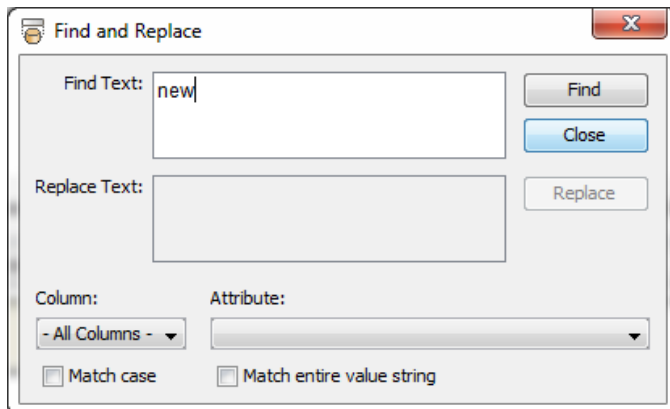 Find and Replace
Find Text:
new
Find
Close
Replace Text:
Replace
Column:
Attribute:
- All Columns -
Match case
Match entire value string